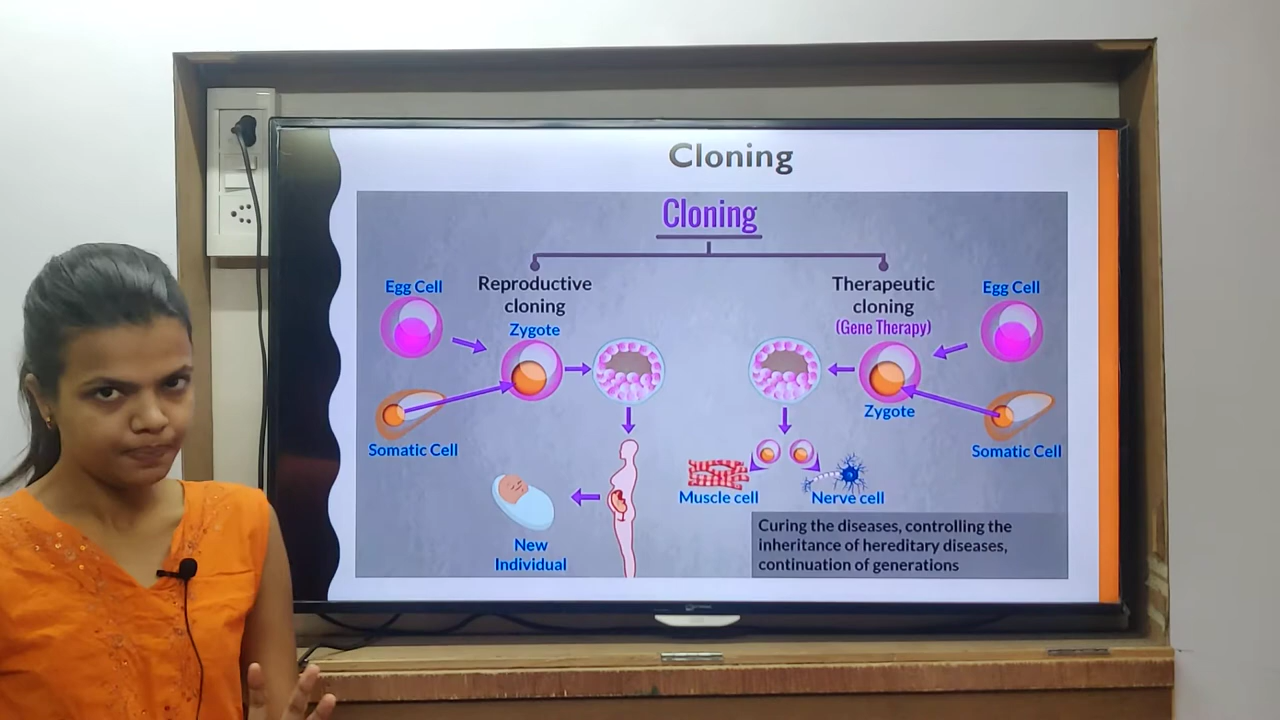 Cloning
Cloning
Egg Cell
Reproductive
cloning
Zygote
Somatic Cell
New
Individual
Therapeutic
cloning
(Gene Therapy)
Egg Cell
Zygote
Somatic Cell
Muscle cell
Nerve cell
Curing the diseases, controlling the
inheritance of hereditary diseases,
continuation of generations